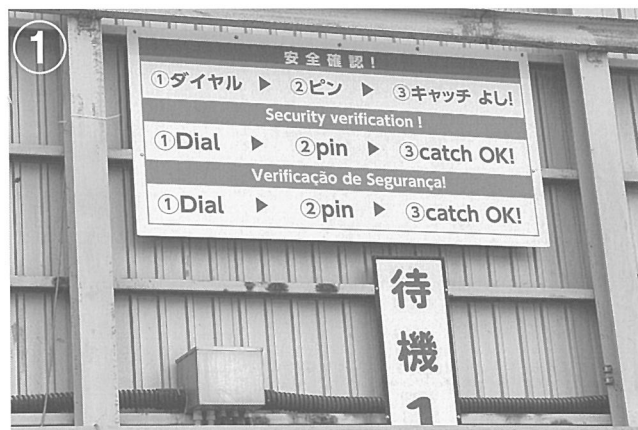 ①
安全確認！
①ダイヤル ▶ ②ピン ▶ ③キャッチ よし!
Security verification !
①Dial ▶ ②pin ▶ ③catch OK!
Verificação de Segurança!
①Dial ▶ ②pin ▶ ③catch OK!
待
機
1